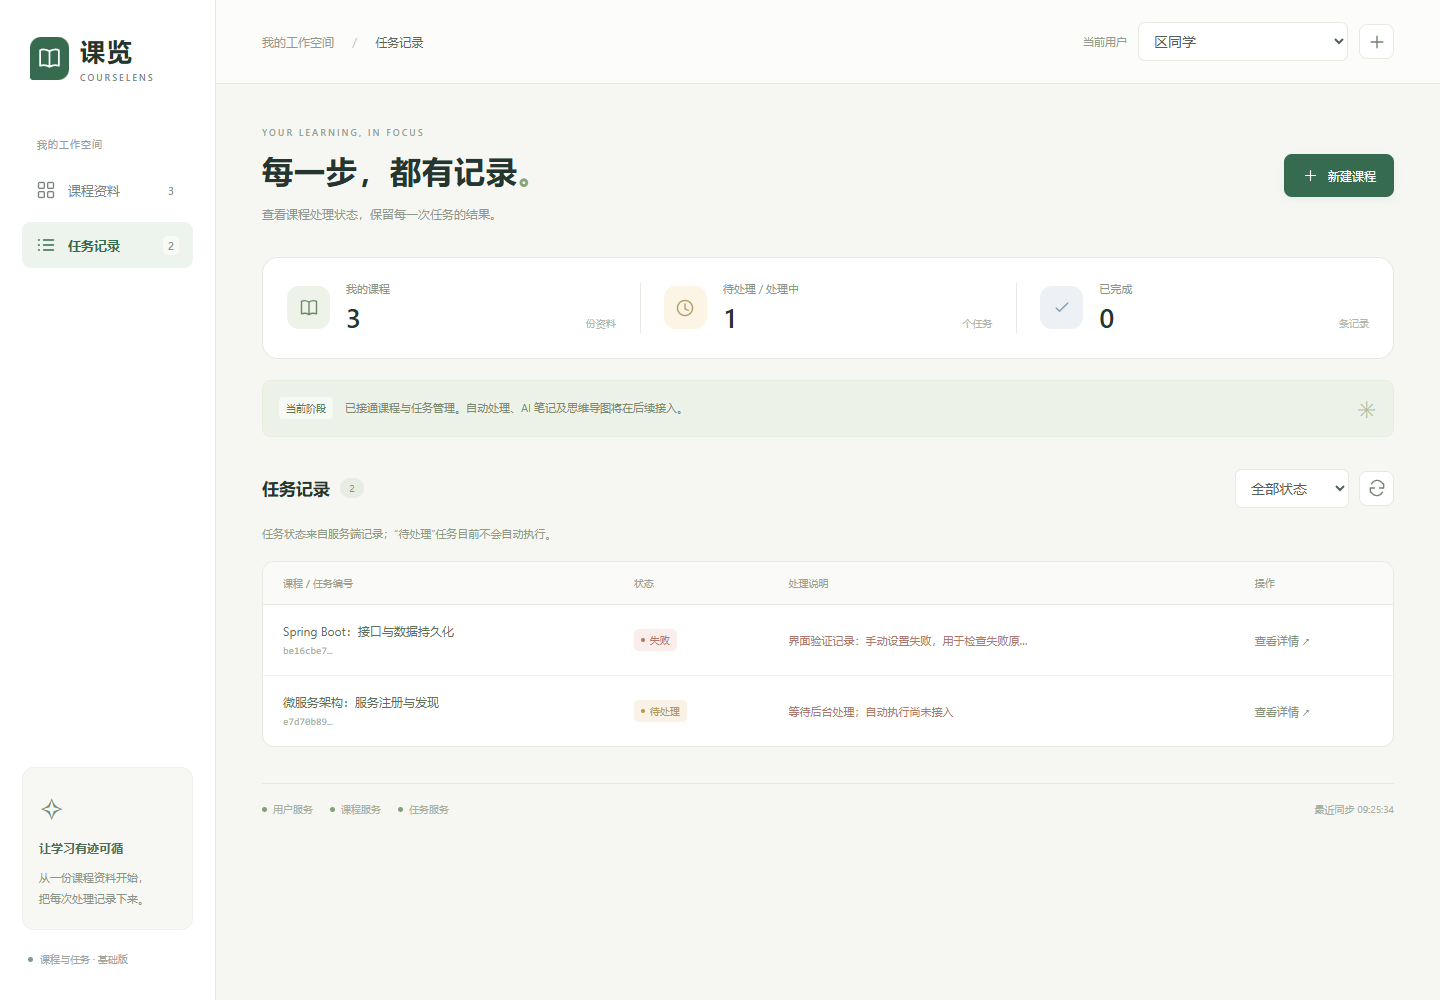 课览
COURSELENS
我的工作空间
课程资料 3
任务记录 2
让学习有迹可循
从一份课程资料开始，
把每次处理记录下来。
课程与任务 · 基础版
我的工作空间 / 任务记录
当前用户 区同学
YOUR LEARNING, IN FOCUS
每一步，都有记录。
查看课程处理状态，保留每一次任务的结果。
新建课程
我的课程
3 份资料
待处理 / 处理中
1 个任务
已完成
0 条记录
当前阶段 已接通课程与任务管理。自动处理、AI 笔记及思维导图将在后续接入。
任务记录 2
全部状态
任务状态来自服务端记录；“待处理”任务目前不会自动执行。
课程 / 任务编号 状态 处理说明 操作
Spring Boot：接口与数据持久化
be16cbe7…
失败 界面验证记录：手动设置失败，用于检查失败原… 查看详情 ↗
微服务架构：服务注册与发现
e7d70b89…
待处理 等待后台处理；自动执行尚未接入 查看详情 ↗
用户服务 课程服务 任务服务
最近同步 09:25:34